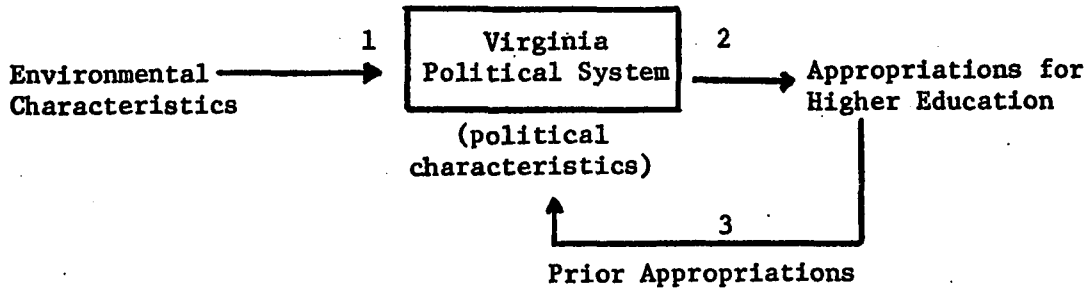 1
Virginia
2
Environmental
Political System
Appropriations for
Characteristics
Higher Education
(political
characteristics)
3
Prior Appropriations